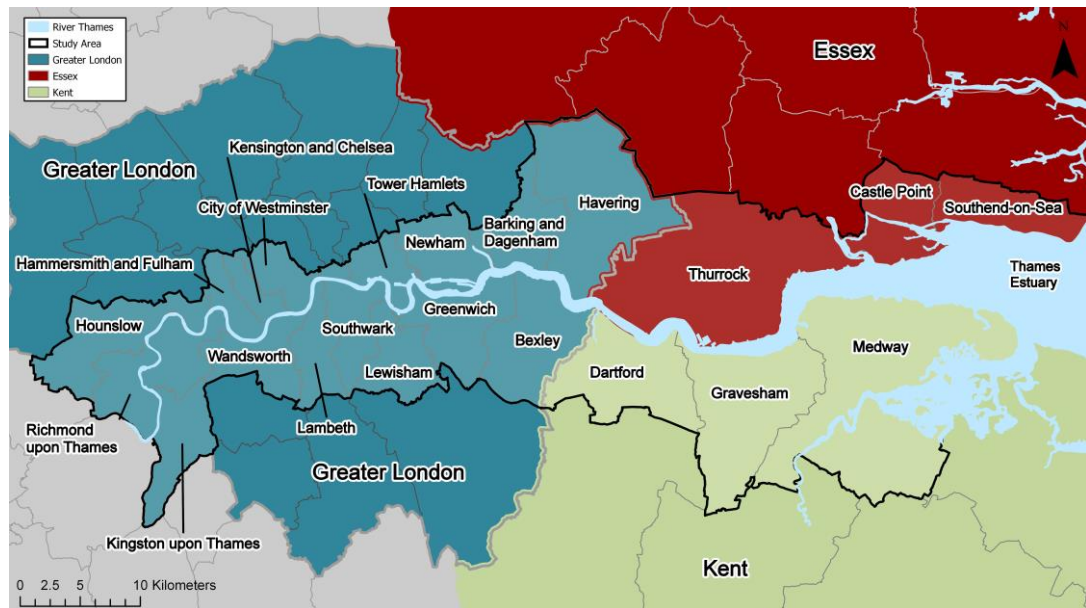 River Thames
Study Area
Greater London
Essex
Kent
Essex
N
Kensington and Chelsea
Greater London
Tower Hamlets
City of Westminster
Castle Point
Havering
Southend-on-Sea
Barking and
Dagenham
Newham
Hammersmith and Fulham
Thurrock
Thames
Estuary
Hounslow
Greenwich
Southwark
Bexley
Medway
Wandsworth
Lewisham
Dartford
Gravesham
Richmond
upon Thames
Lambeth
Greater London
Kingston upon Thames
Kent
0 2.5 5 10 Kilometers